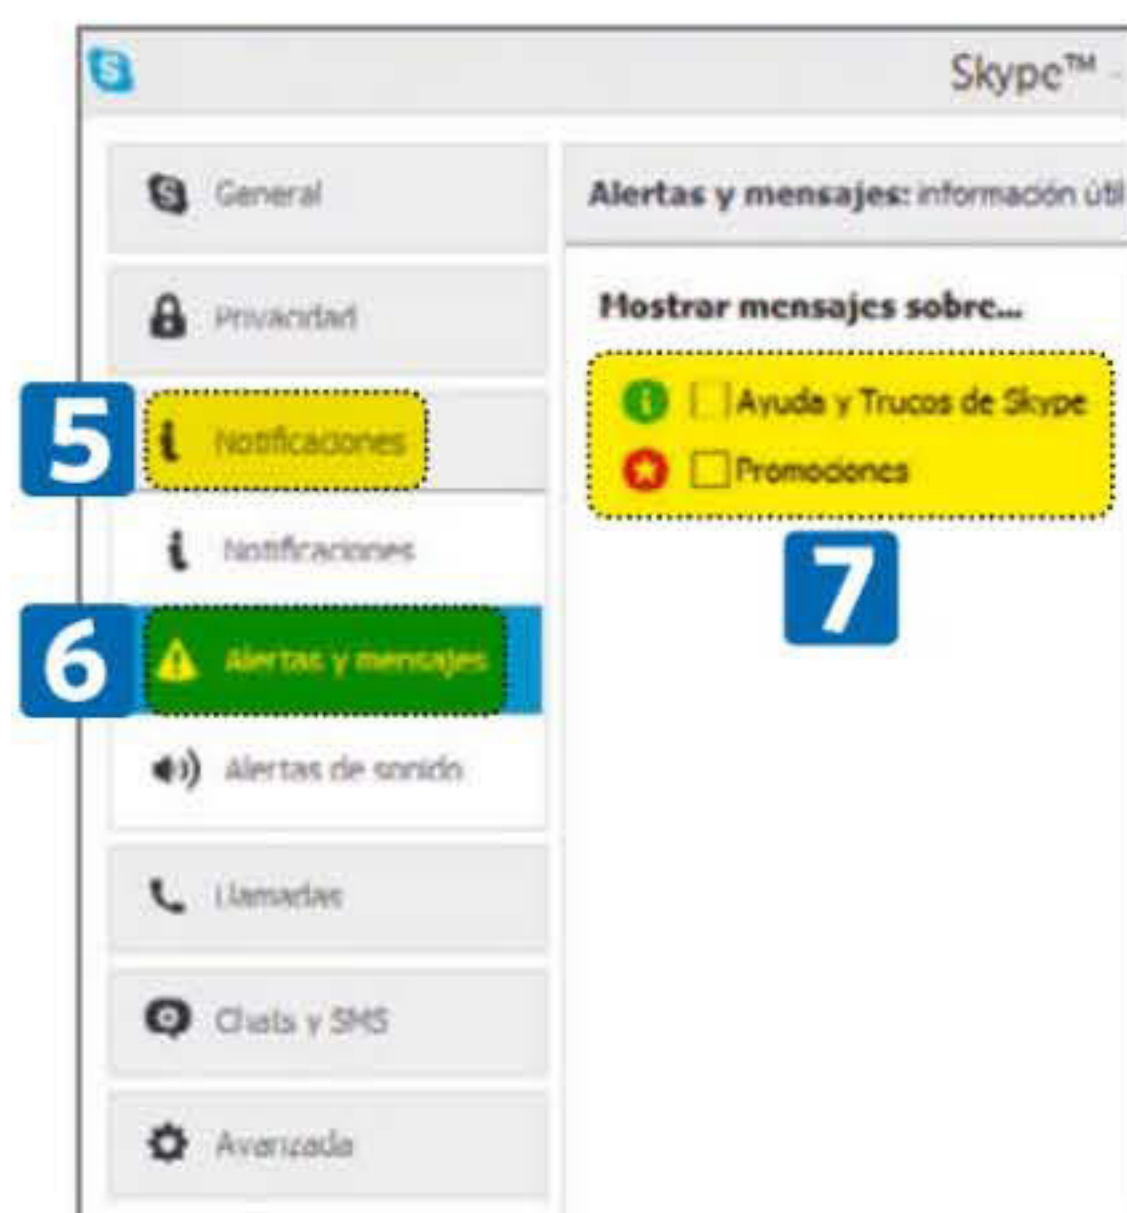 Skype™ -
General
Privacidad
5
Notificaciones
Notificaciones
6
Alertas y mensajes
Alertas de sonido
Llamadas
Chats y SMS
Avanzada
Alertas y mensajes: información útil
Mostrar mensajes sobre...
Ayuda y Trucos de Skype
Promociones
7